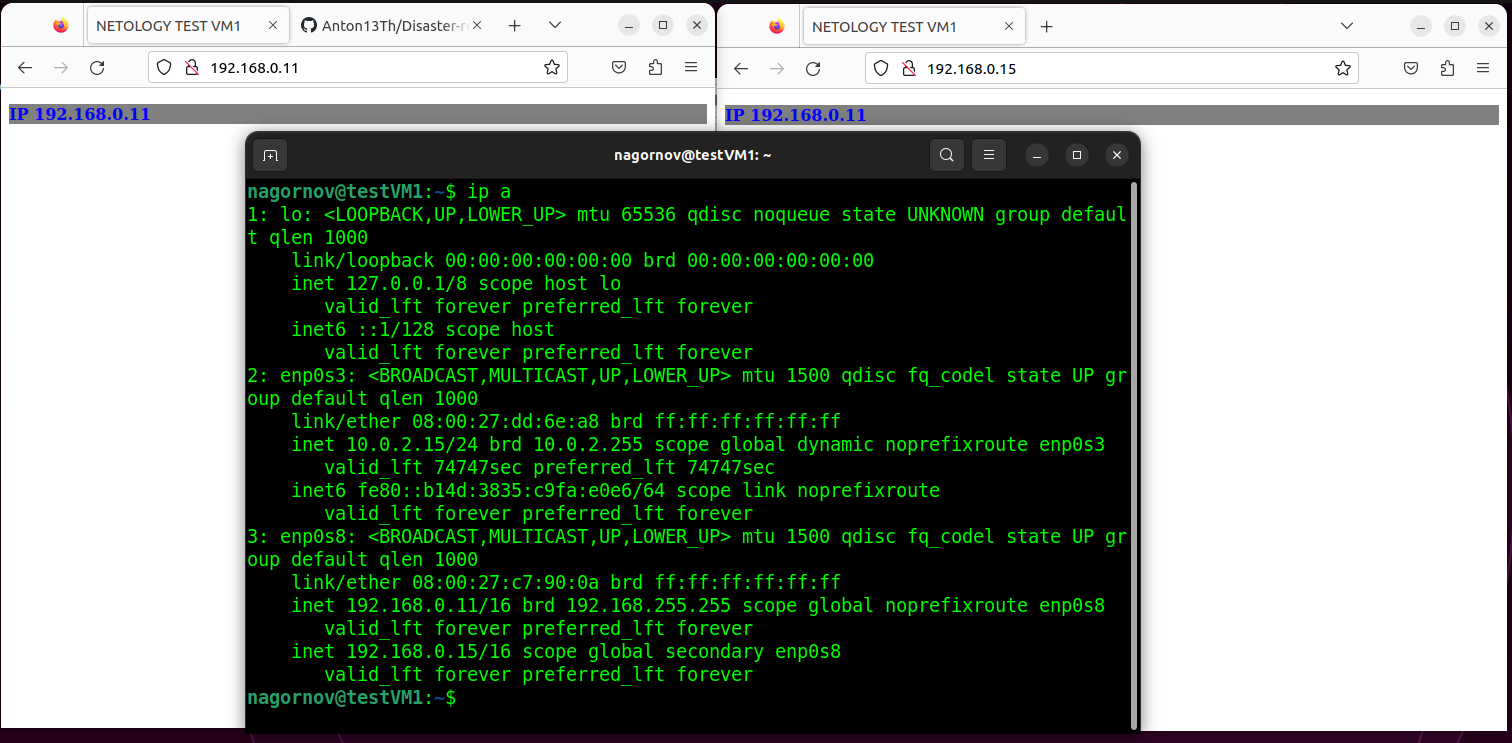 NETOLOGY TEST VM1
Anton13Th/Disaster-r
192.168.0.11
IP 192.168.0.11
NETOLOGY TEST VM1
192.168.0.15
IP 192.168.0.11
nagornov@testVM1: ~
nagornov@testVM1:~$ ip a
1: lo: <LOOPBACK,UP,LOWER_UP> mtu 65536 qdisc noqueue state UNKNOWN group defaul
t qlen 1000
    link/loopback 00:00:00:00:00:00 brd 00:00:00:00:00:00
    inet 127.0.0.1/8 scope host lo
       valid_lft forever preferred_lft forever
    inet6 ::1/128 scope host
       valid_lft forever preferred_lft forever
2: enp0s3: <BROADCAST,MULTICAST,UP,LOWER_UP> mtu 1500 qdisc fq_codel state UP gr
oup default qlen 1000
    link/ether 08:00:27:dd:6e:a8 brd ff:ff:ff:ff:ff:ff
    inet 10.0.2.15/24 brd 10.0.2.255 scope global dynamic noprefixroute enp0s3
       valid_lft 74747sec preferred_lft 74747sec
    inet6 fe80::b14d:3835:c9fa:e0e6/64 scope link noprefixroute
       valid_lft forever preferred_lft forever
3: enp0s8: <BROADCAST,MULTICAST,UP,LOWER_UP> mtu 1500 qdisc fq_codel state UP gr
oup default qlen 1000
    link/ether 08:00:27:c7:90:0a brd ff:ff:ff:ff:ff:ff
    inet 192.168.0.11/16 brd 192.168.255.255 scope global noprefixroute enp0s8
       valid_lft forever preferred_lft forever
    inet 192.168.0.15/16 scope global secondary enp0s8
       valid_lft forever preferred_lft forever
nagornov@testVM1:~$